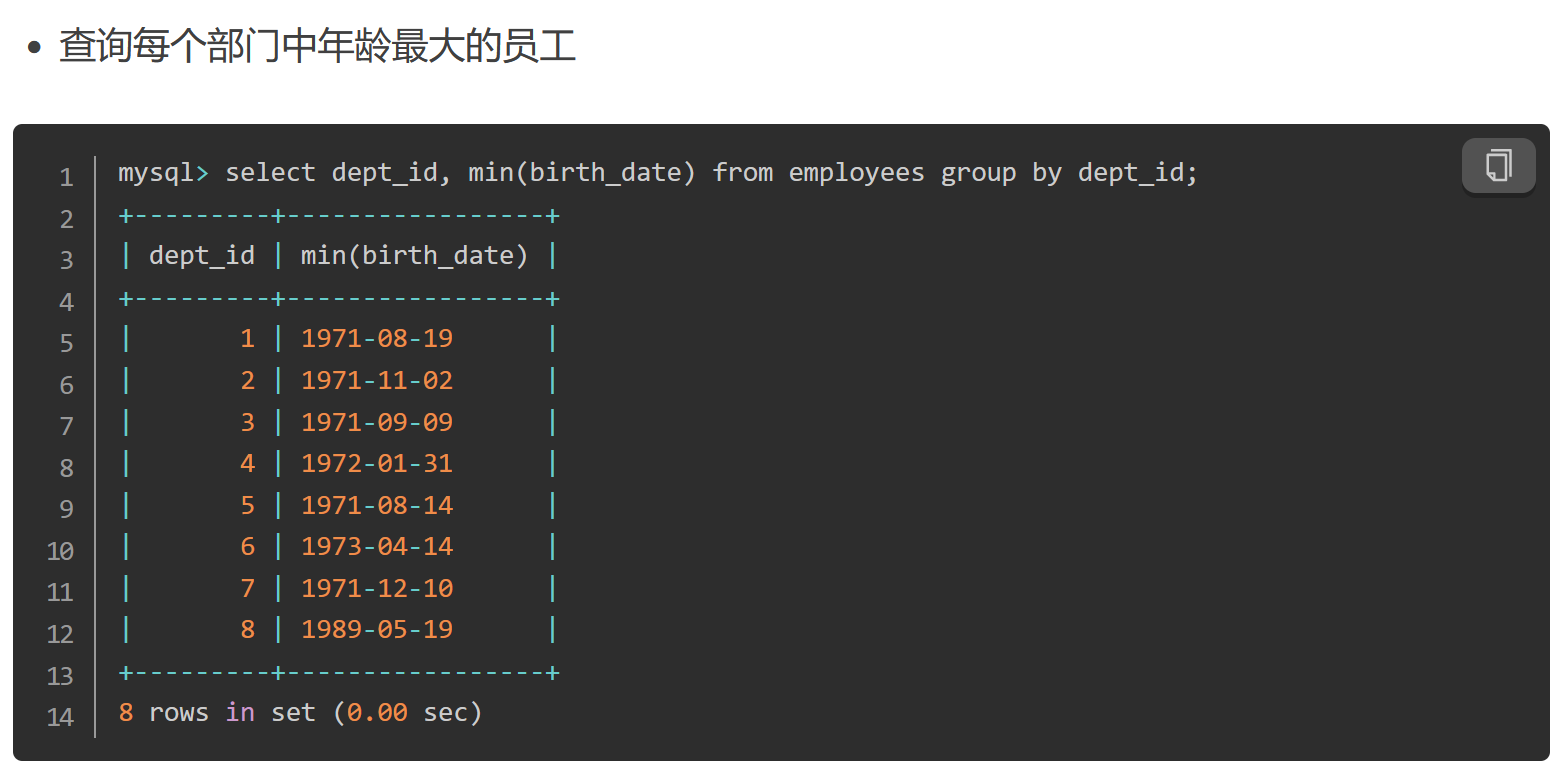 • 查询每个部门中年龄最大的员工
1 mysql> select dept_id, min(birth_date) from employees group by dept_id;
2 +---------+-----------------+
3 | dept_id | min(birth_date) |
4 +---------+-----------------+
5 |       1 | 1971-08-19      |
6 |       2 | 1971-11-02      |
7 |       3 | 1971-09-09      |
8 |       4 | 1972-01-31      |
9 |       5 | 1971-08-14      |
10 |       6 | 1973-04-14      |
11 |       7 | 1971-12-10      |
12 |       8 | 1989-05-19      |
13 +---------+-----------------+
14 8 rows in set (0.00 sec)